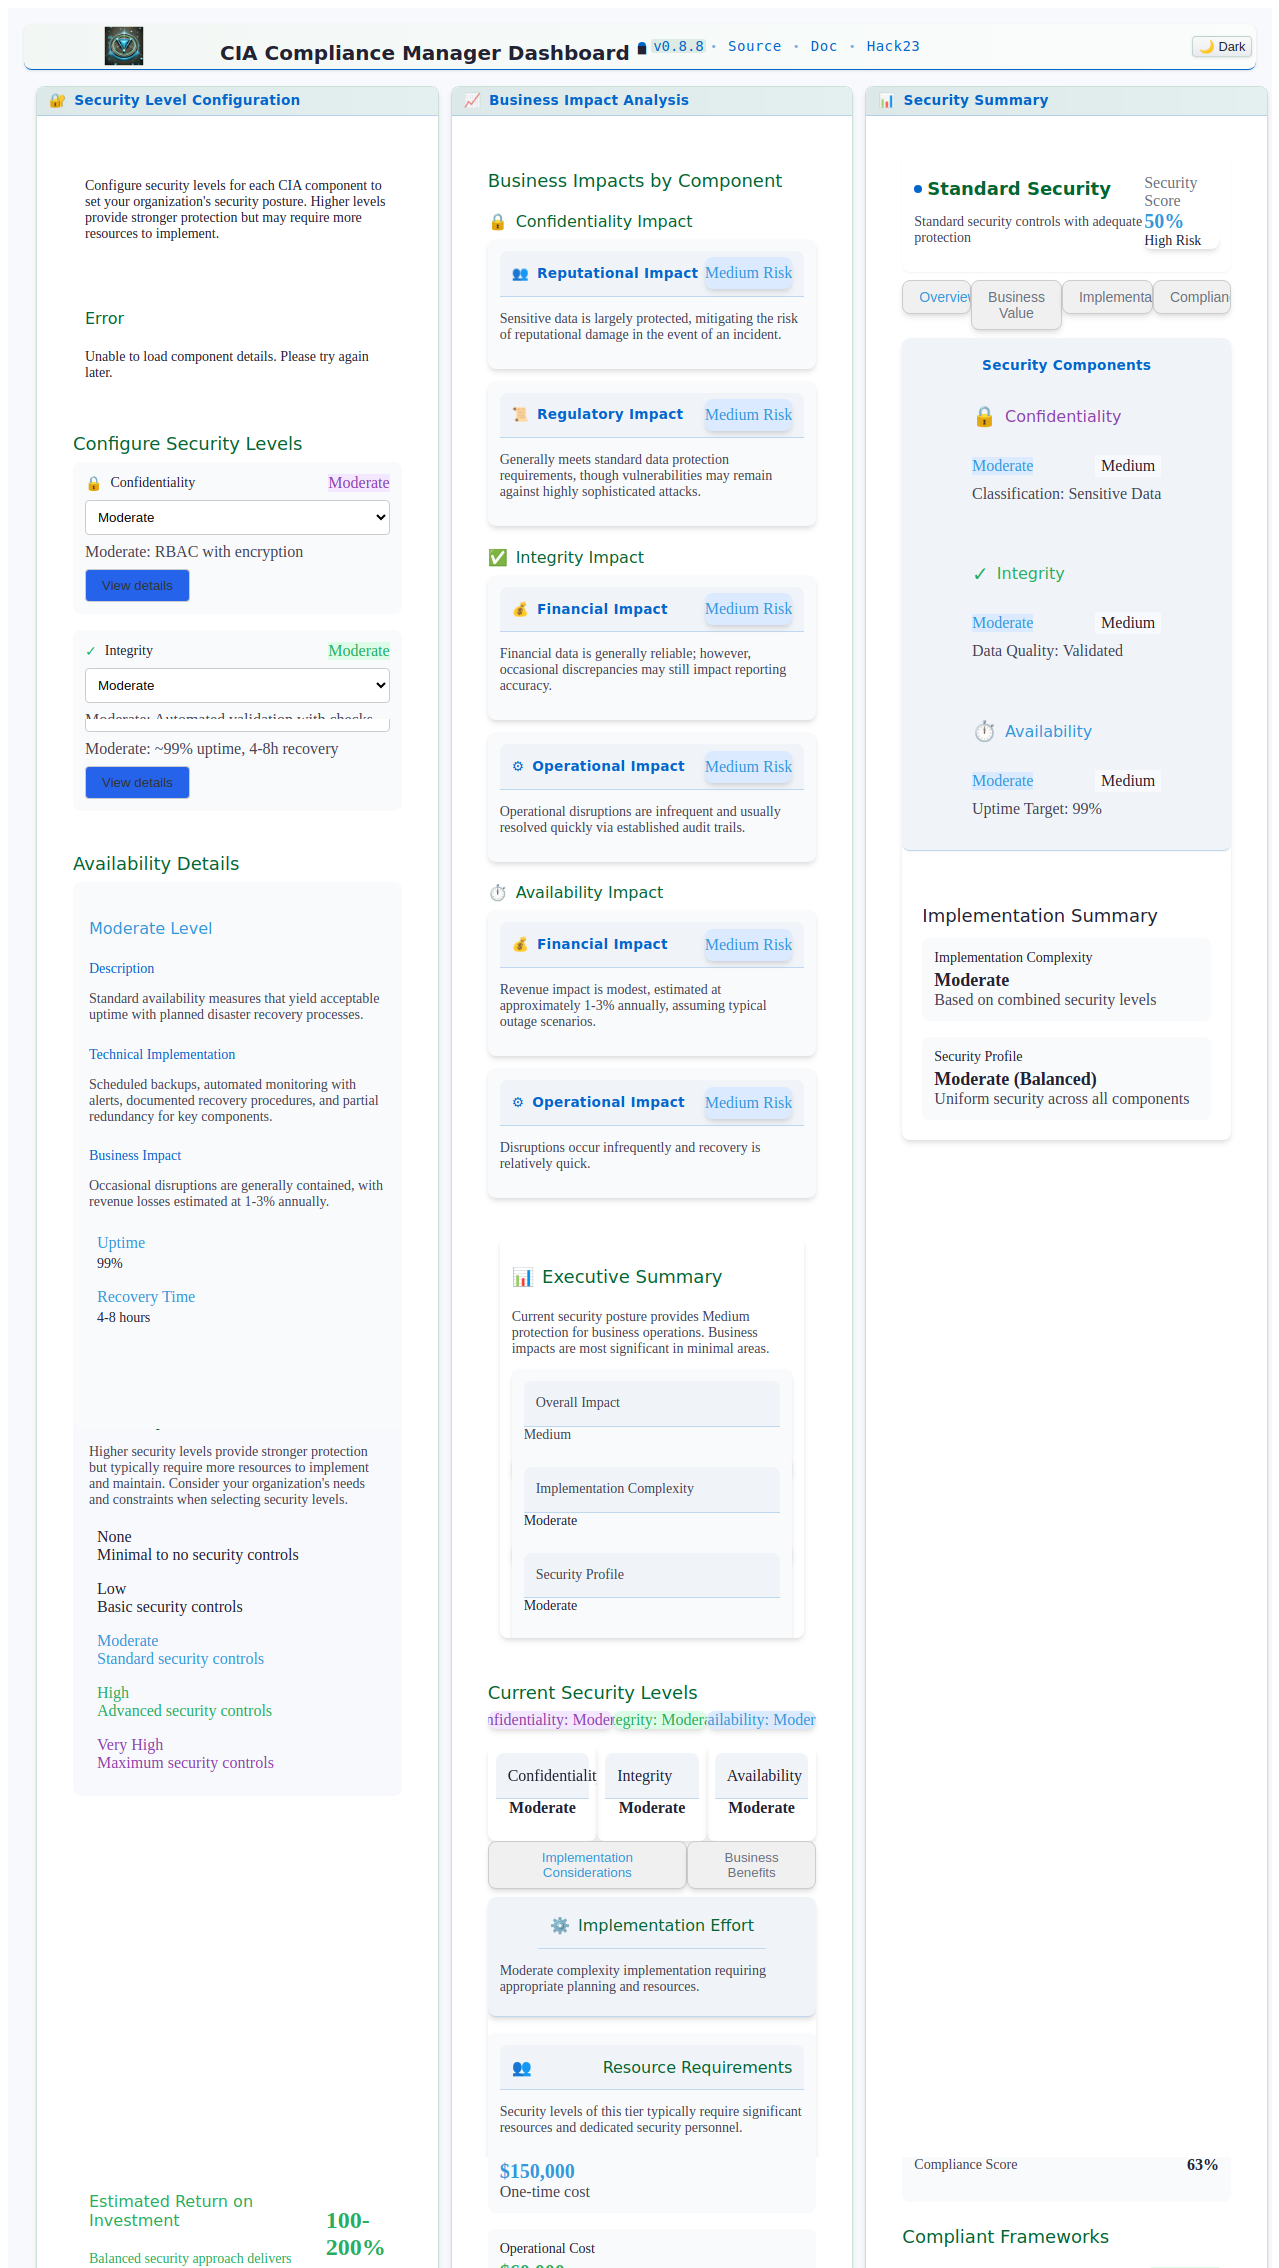 CIA Compliance Manager Dashboard
v0.8.8 • Source • Doc • Hack23
Dark
Security Level Configuration
Configure security levels for each CIA component to
set your organization's security posture. Higher levels
provide stronger protection but may require more
resources to implement.
Error
Unable to load component details. Please try again
later.
Configure Security Levels
Confidentiality
Moderate
Moderate
Moderate: RBAC with encryption
View details
Integrity
Moderate
Moderate
Moderate: Automated validation with checks
Moderate: ~99% uptime, 4-8h recovery
View details
Availability Details
Moderate Level
Description
Standard availability measures that yield acceptable
uptime with planned disaster recovery processes.
Technical Implementation
Scheduled backups, automated monitoring with
alerts, documented recovery procedures, and partial
redundancy for key components.
Business Impact
Occasional disruptions are generally contained, with
revenue losses estimated at 1-3% annually.
Uptime
99%
Recovery Time
4-8 hours
Higher security levels provide stronger protection
but typically require more resources to implement
and maintain. Consider your organization's needs
and constraints when selecting security levels.
None
Minimal to no security controls
Low
Basic security controls
Moderate
Standard security controls
High
Advanced security controls
Very High
Maximum security controls
Estimated Return on
Investment
100-
200%
Balanced security approach delivers
Business Impact Analysis
Business Impacts by Component
Confidentiality Impact
Reputational Impact
Medium Risk
Sensitive data is largely protected, mitigating the risk
of reputational damage in the event of an incident.
Regulatory Impact
Medium Risk
Generally meets standard data protection
requirements, though vulnerabilities may remain
against highly sophisticated attacks.
Integrity Impact
Financial Impact
Medium Risk
Financial data is generally reliable; however,
occasional discrepancies may still impact reporting
accuracy.
Operational Impact
Medium Risk
Operational disruptions are infrequent and usually
resolved quickly via established audit trails.
Availability Impact
Financial Impact
Medium Risk
Revenue impact is modest, estimated at
approximately 1-3% annually, assuming typical
outage scenarios.
Operational Impact
Medium Risk
Disruptions occur infrequently and recovery is
relatively quick.
Executive Summary
Current security posture provides Medium
protection for business operations. Business
impacts are most significant in minimal areas.
Overall Impact
Medium
Implementation Complexity
Moderate
Security Profile
Moderate
Current Security Levels
nfidentiality: Moder
tegrity: Modera
ailability: Moder
Confidentialit
Moderate
Integrity
Moderate
Availability
Moderate
Implementation
Considerations
Business
Benefits
Implementation Effort
Moderate complexity implementation requiring
appropriate planning and resources.
Resource Requirements
Security levels of this tier typically require significant
resources and dedicated security personnel.
$150,000
One-time cost
Operational Cost
$60,000
Security Summary
Standard Security
Standard security controls with adequate
protection
Security
Score
50%
High Risk
Overview
Business
Value
Implementa
Complian
Security Components
Confidentiality
Moderate
Medium
Classification: Sensitive Data
Integrity
Moderate
Medium
Data Quality: Validated
Availability
Moderate
Medium
Uptime Target: 99%
Implementation Summary
Implementation Complexity
Moderate
Based on combined security levels
Security Profile
Moderate (Balanced)
Uniform security across all components
Compliance Score
63%
Compliant Frameworks